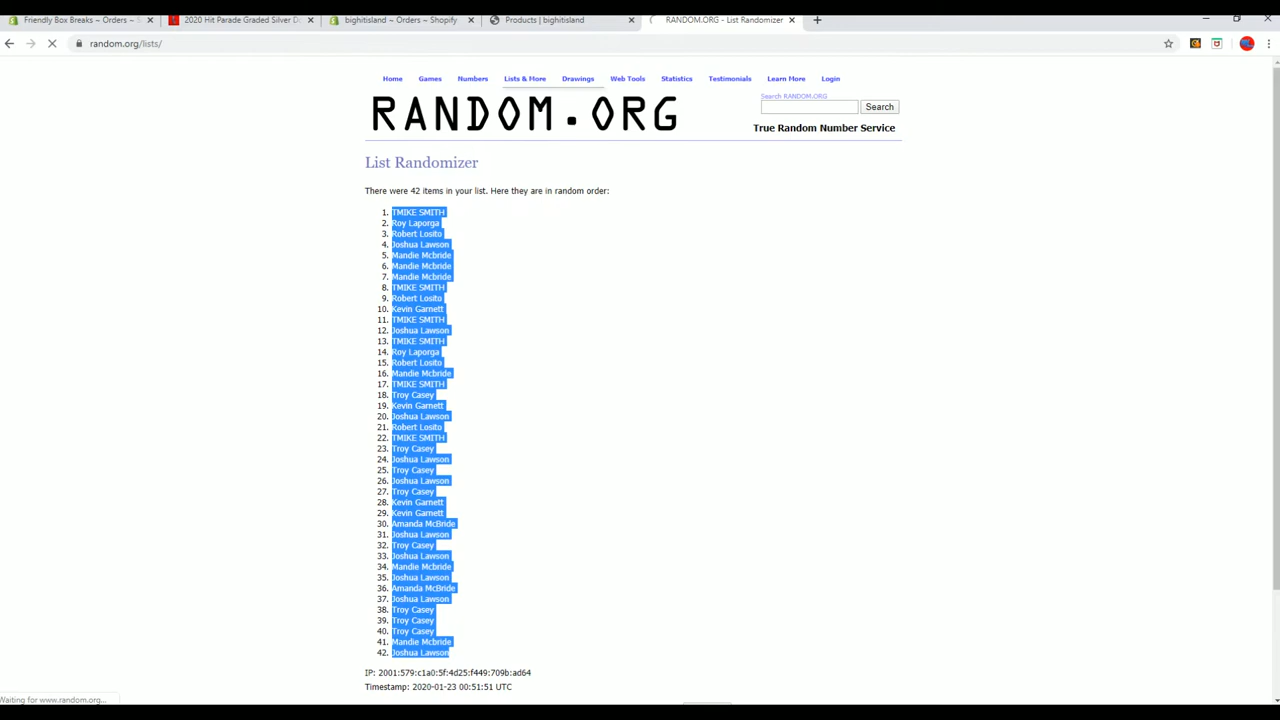 Friendly Box Breaks ~ Orders ~ S
2020 Hit Parade Graded Silver D
bighitisland ~ Orders ~ Shopify
Products | bighitisland
RANDOM.ORG - List Randomizer
random.org/lists/
Home Games Numbers Lists & More Drawings Web Tools Statistics Testimonials Learn More Login
Search RANDOM.ORG
Search
RANDOM.ORG
True Random Number Service
List Randomizer
There were 42 items in your list. Here they are in random order:
1. TMIKE SMITH
2. Roy Laporga
3. Robert Losito
4. Joshua Lawson
5. Mandie Mcbride
6. Mandie Mcbride
7. Mandie Mcbride
8. TMIKE SMITH
9. Robert Losito
10. Kevin Garnett
11. TMIKE SMITH
12. Joshua Lawson
13. TMIKE SMITH
14. Roy Laporga
15. Robert Losito
16. Mandie Mcbride
17. TMIKE SMITH
18. Troy Casey
19. Kevin Garnett
20. Joshua Lawson
21. Robert Losito
22. TMIKE SMITH
23. Troy Casey
24. Joshua Lawson
25. Troy Casey
26. Joshua Lawson
27. Troy Casey
28. Kevin Garnett
29. Kevin Garnett
30. Amanda McBride
31. Joshua Lawson
32. Troy Casey
33. Joshua Lawson
34. Mandie Mcbride
35. Joshua Lawson
36. Amanda McBride
37. Joshua Lawson
38. Troy Casey
39. Troy Casey
40. Troy Casey
41. Mandie Mcbride
42. Joshua Lawson
IP: 2001:579:c1a0:5f:4d25:f449:709b:ad64
Timestamp: 2020-01-23 00:51:51 UTC
Waiting for www.random.org...